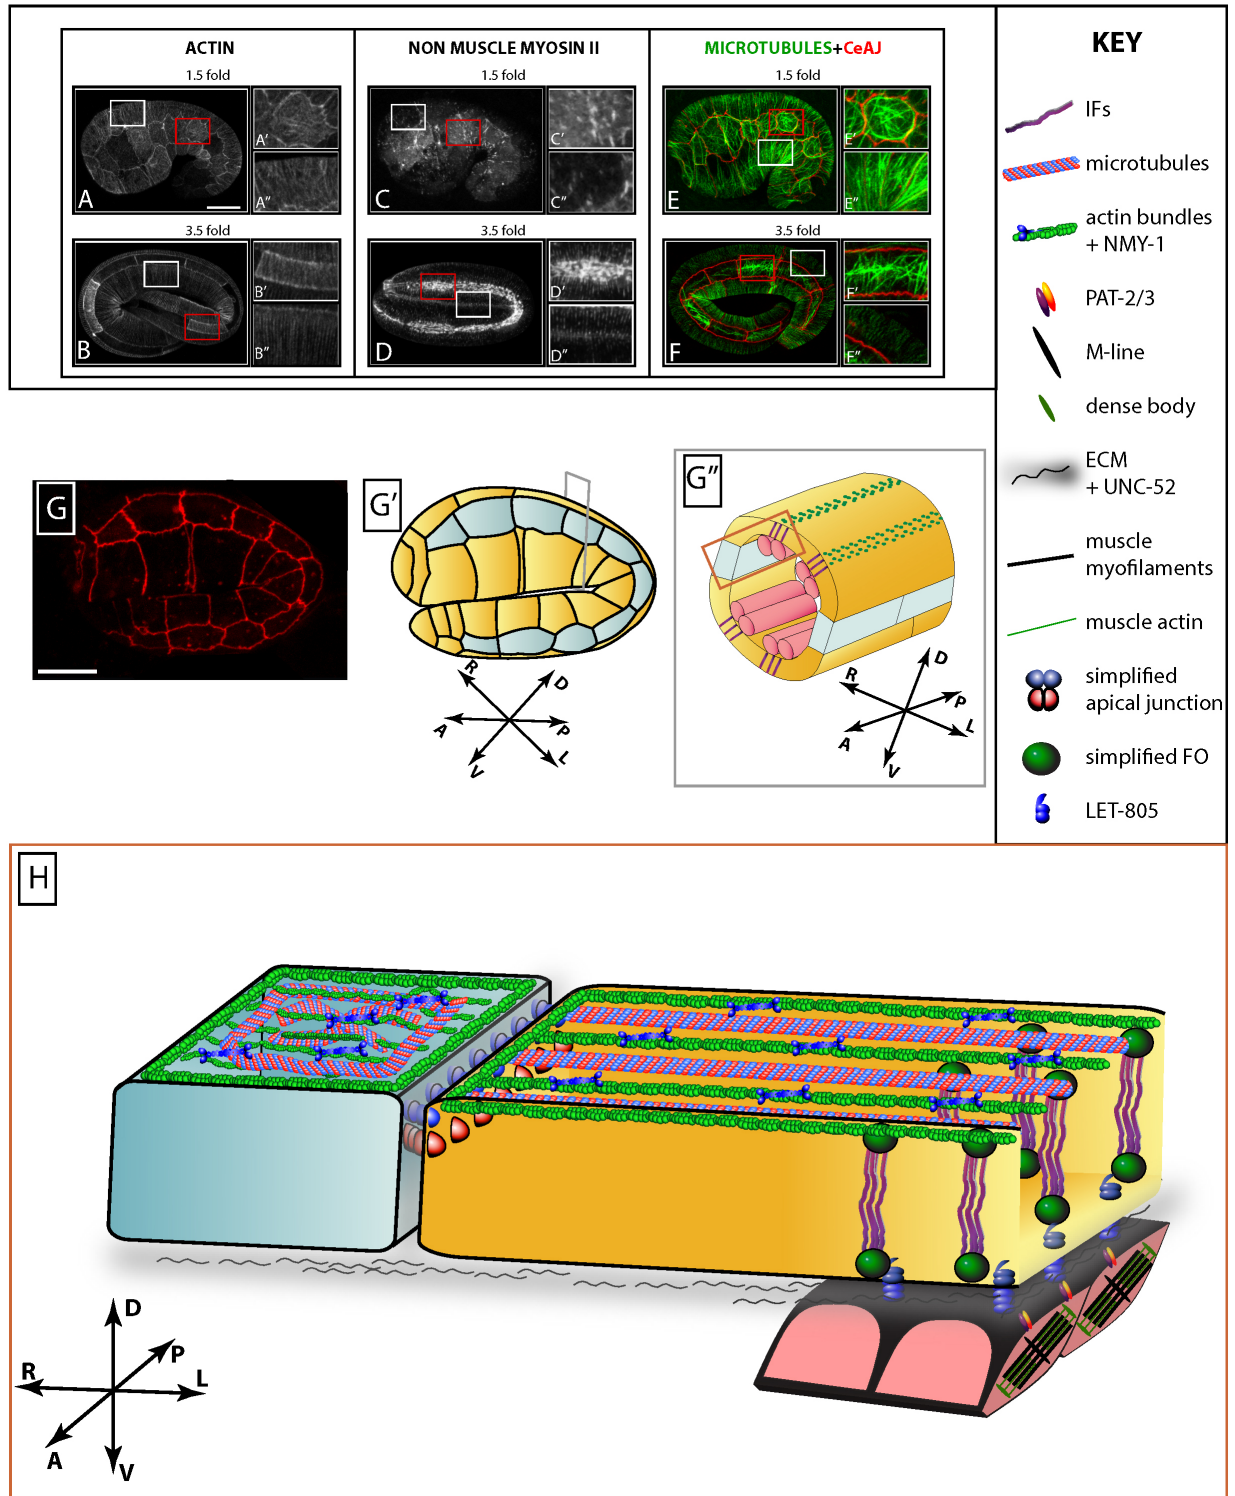 ACTIN
NON MUSCLE MYOSIN II
MICROTUBULES+CeAJ
1.5 fold
1.5 fold
1.5 fold
A
A'
A"
C
C'
C"
E
E'
E"
3.5 fold
3.5 fold
3.5 fold
B
B'
B"
D
D'
D"
F
F'
F"
KEY
IFs
microtubules
actin bundles
+ NMY-1
PAT-2/3
M-line
dense body
ECM
+ UNC-52
muscle
myofilaments
muscle actin
simplified
apical junction
simplified FO
LET-805
G
G'
R
D
A
P
V
L
G"
D
R
P
A
L
V
H
D
P
R
L
A
V